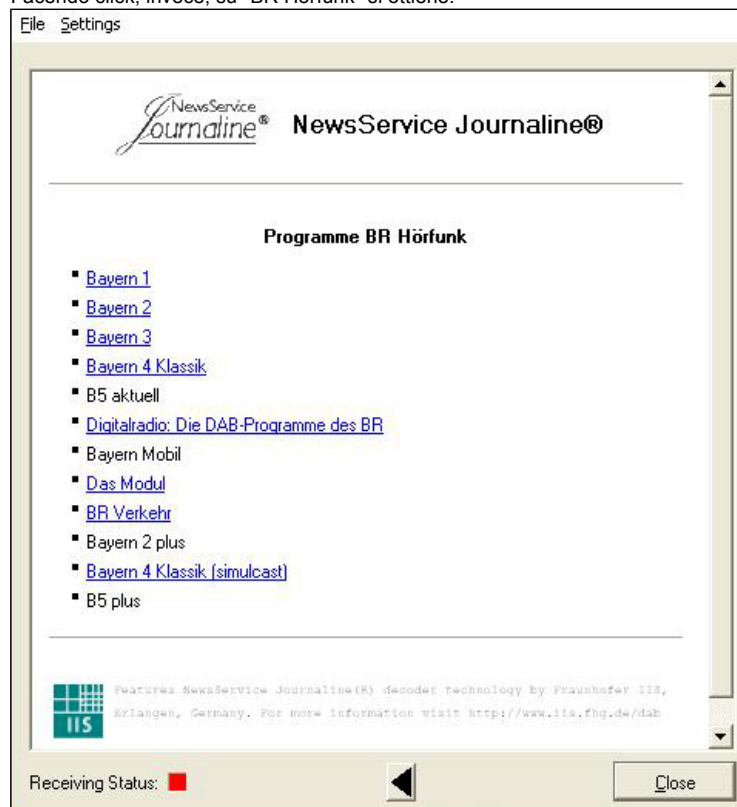 Facendo click, invece, su "BR Hörfunk" si ottiene:
File Settings
NewsService
Journaline® NewsService Journaline®
Programme BR Hörfunk
Bayern 1
Bayern 2
Bayern 3
Bayern 4 Klassik
B5 aktuell
Digitalradio: Die DAB-Programme des BR
Bayern Mobil
Das Modul
BR Verkehr
Bayern 2 plus
Bayern 4 Klassik (simulcast)
B5 plus
Features NewsService Journaline(R) decoder technology by Fraunhofer IIS,
Erlangen, Germany. For more information visit http://www.iis.fhg.de/dab
IIS
Receiving Status:
Close